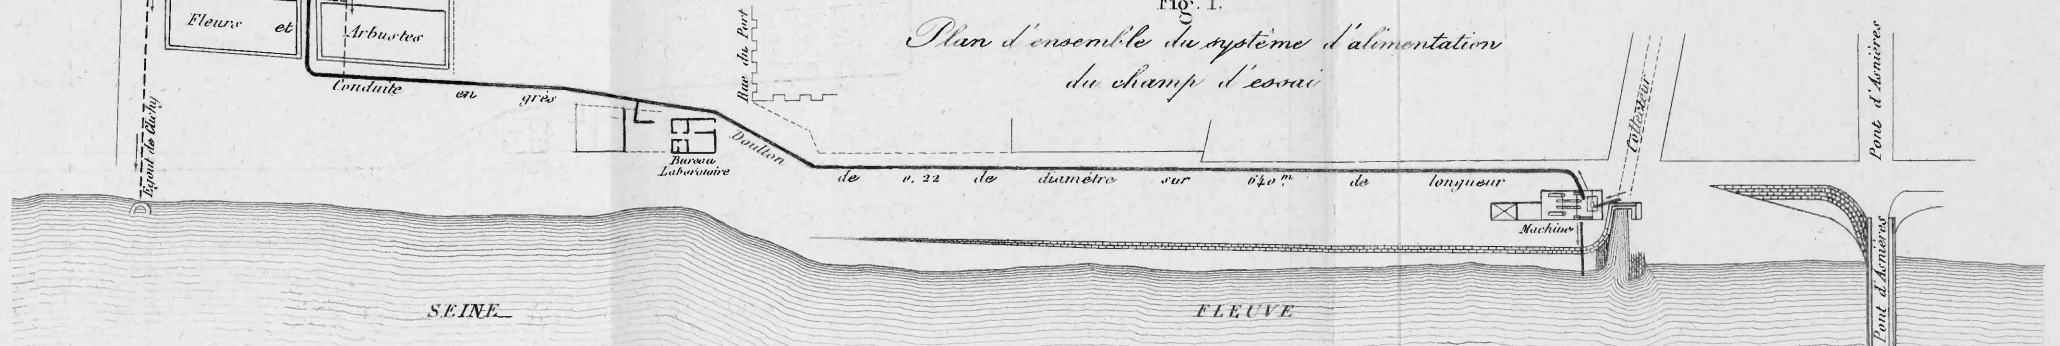 Fig. 1.
Plan d'ensemble du système d'alimentation
du champ d'essai
Fleurs et
Arbustes
Rue du Port
Conduite en grès
Doulton
de 0.22 de diamètre sur 640m. de longueur
Egout de Clichy
Bureau
Laboratoire
Collecteur
Pont d'Asnières
Machine
Pont d'Asnières
SEINE
FLEUVE